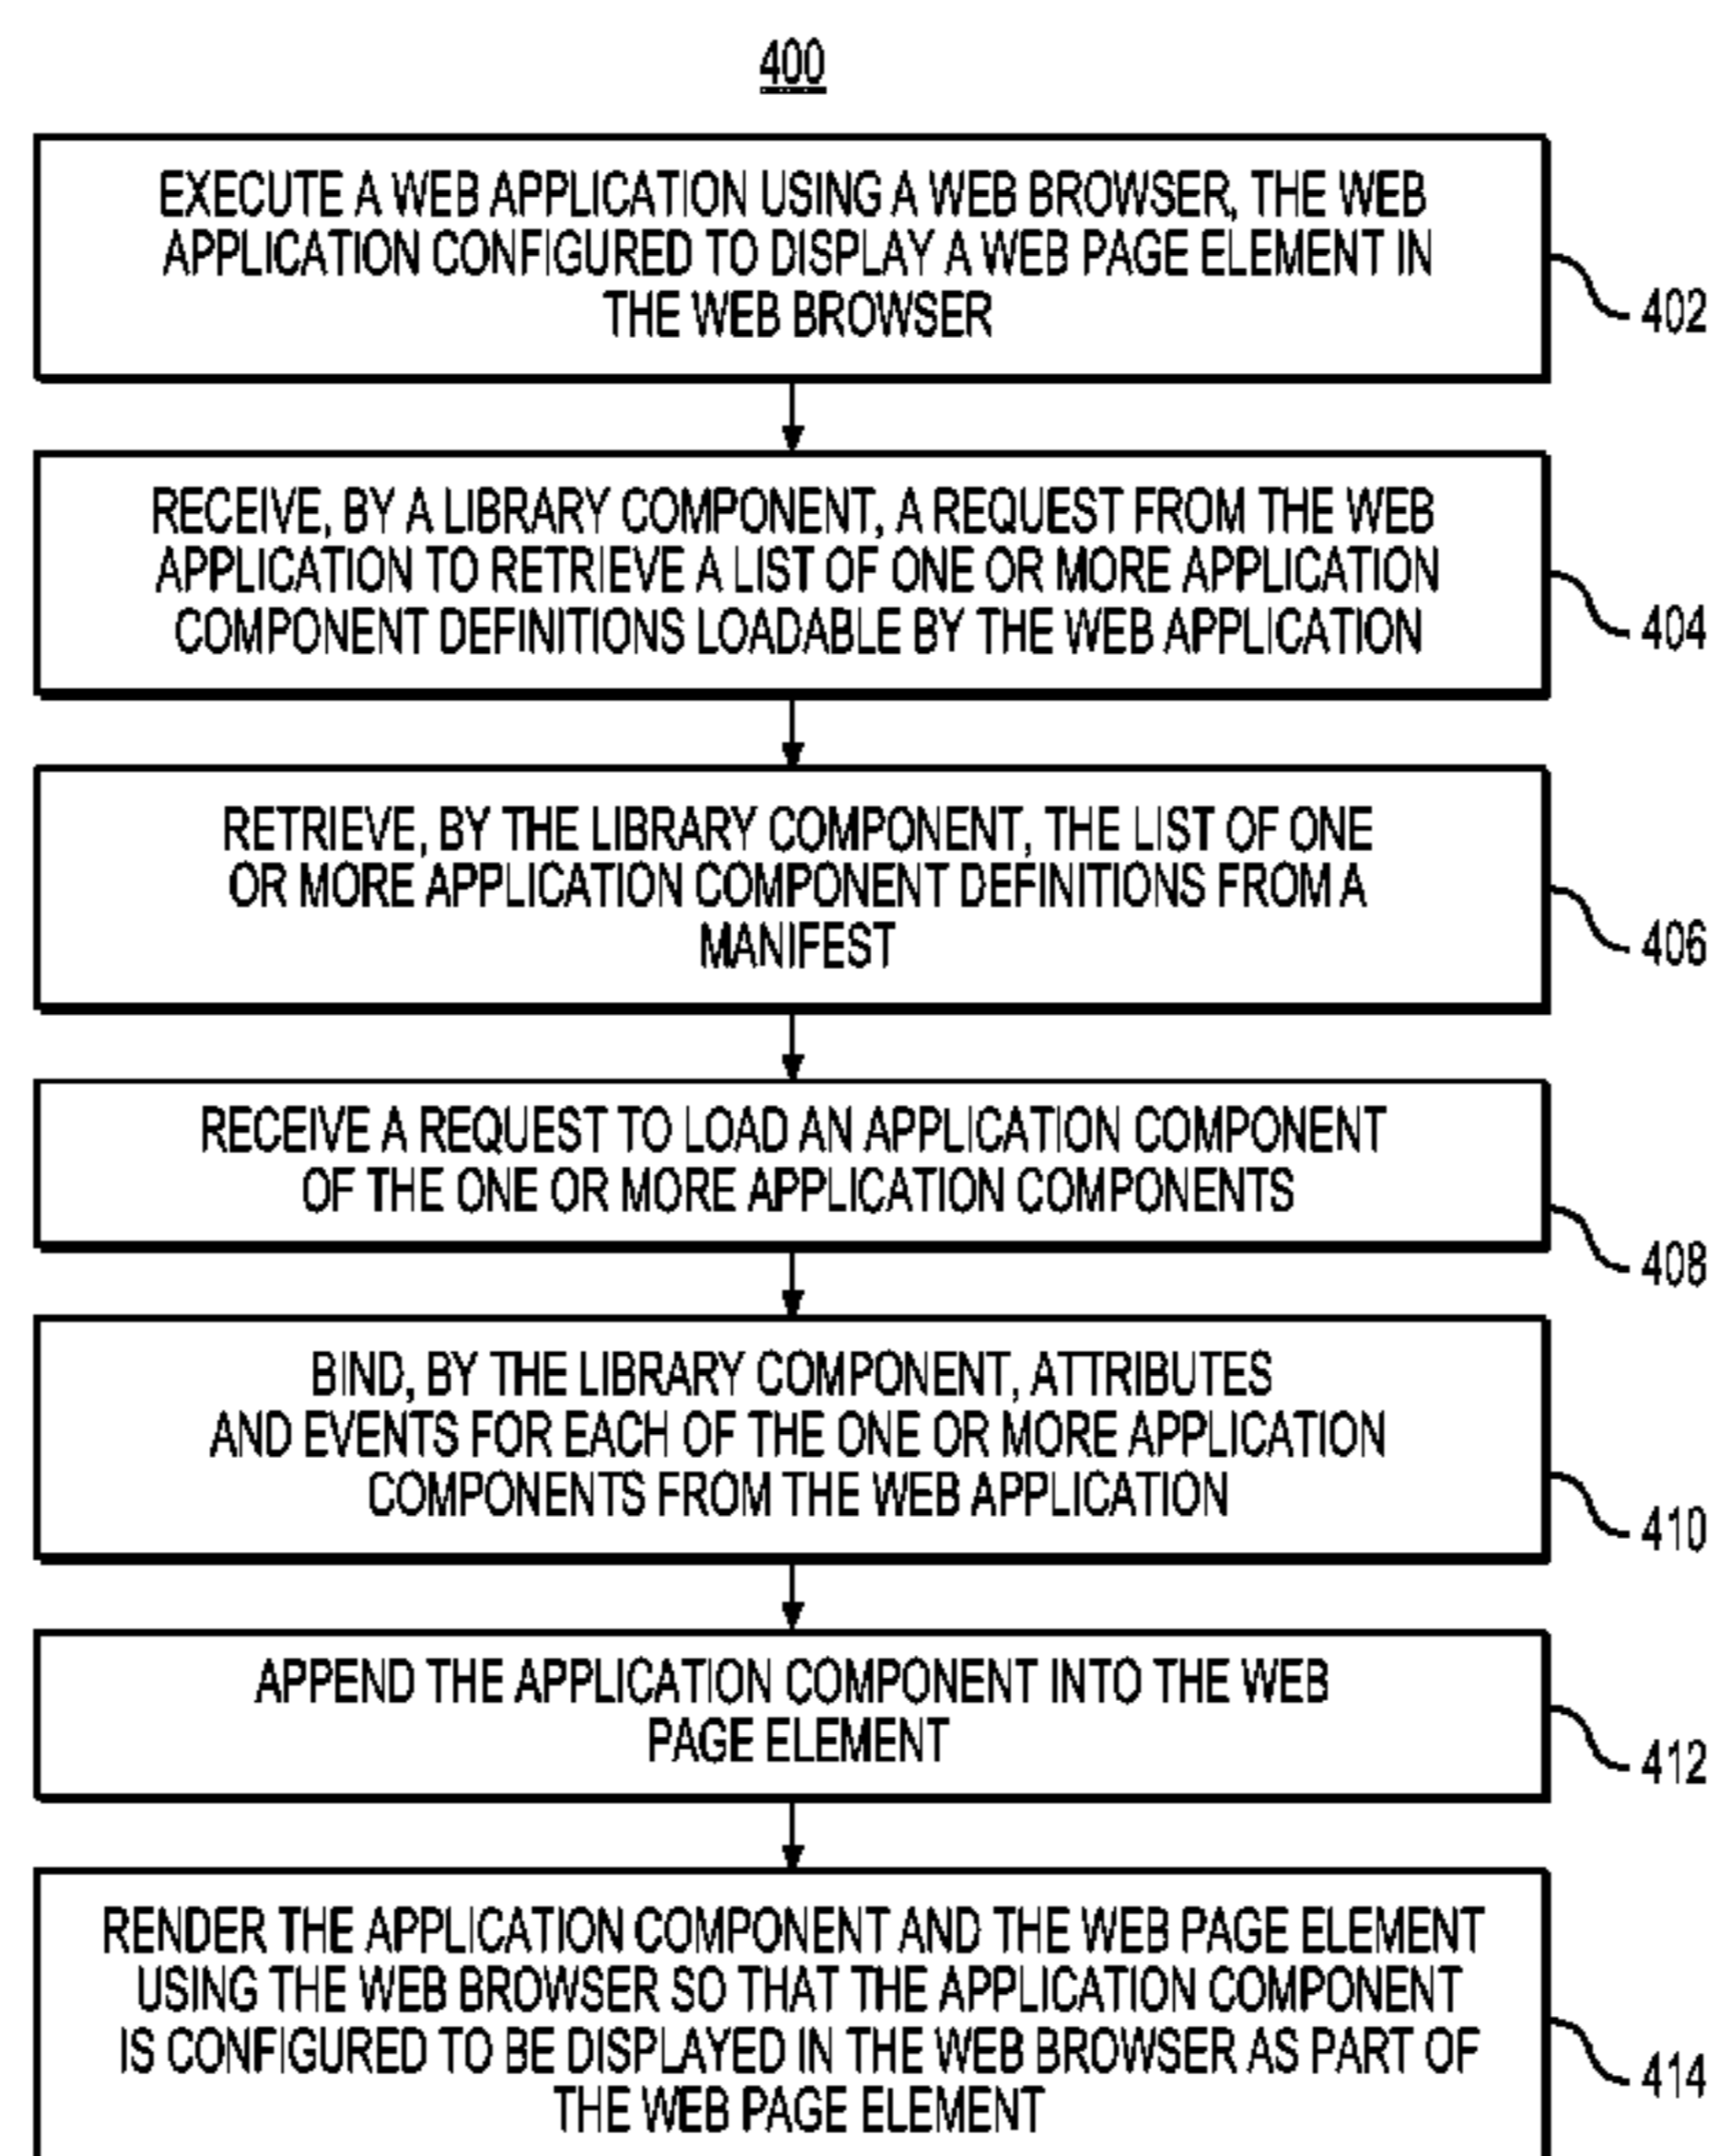 400
EXECUTE A WEB APPLICATION USING A WEB BROWSER, THE WEB
APPLICATION CONFIGURED TO DISPLAY A WEB PAGE ELEMENT IN
THE WEB BROWSER
402
RECEIVE, BY A LIBRARY COMPONENT, A REQUEST FROM THE WEB
APPLICATION TO RETRIEVE A LIST OF ONE OR MORE APPLICATION
COMPONENT DEFINITIONS LOADABLE BY THE WEB APPLICATION
404
RETRIEVE, BY THE LIBRARY COMPONENT, THE LIST OF ONE
OR MORE APPLICATION COMPONENT DEFINITIONS FROM A
MANIFEST
406
RECEIVE A REQUEST TO LOAD AN APPLICATION COMPONENT
OF THE ONE OR MORE APPLICATION COMPONENTS
408
BIND, BY THE LIBRARY COMPONENT, ATTRIBUTES
AND EVENTS FOR EACH OF THE ONE OR MORE APPLICATION
COMPONENTS FROM THE WEB APPLICATION
410
APPEND THE APPLICATION COMPONENT INTO THE WEB
PAGE ELEMENT
412
RENDER THE APPLICATION COMPONENT AND THE WEB PAGE ELEMENT
USING THE WEB BROWSER SO THAT THE APPLICATION COMPONENT
IS CONFIGURED TO BE DISPLAYED IN THE WEB BROWSER AS PART OF
THE WEB PAGE ELEMENT
414